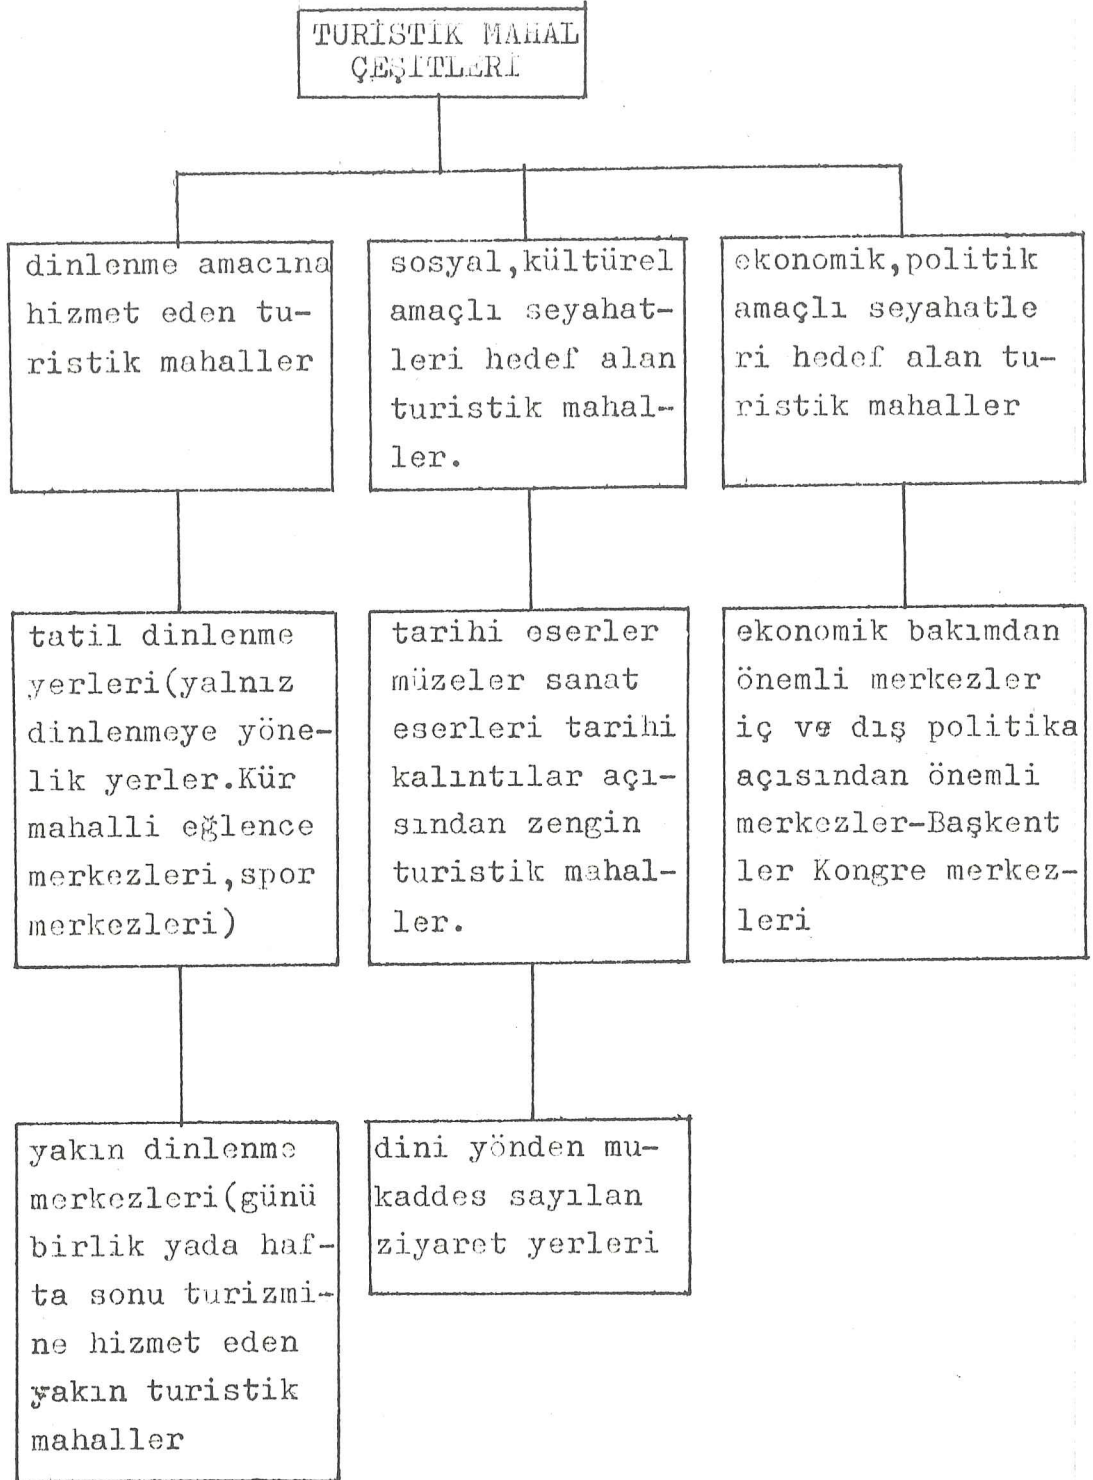 TURİSTİK MAHAL
ÇEŞİTLERİ
dinlenme amacına
hizmet eden tu-
ristik mahaller
sosyal,kültürel
amaçlı seyahat-
leri hedef alan
turistik mahal-
ler.
ekonomik,politik
amaçlı seyahatle
ri hedef alan tu-
ristik mahaller
tatil dinlenme
yerleri(yalnız
dinlenmeye yöne-
lik yerler.Kür
mahalli eğlence
merkezleri,spor
merkezleri)
tarihi eserler
müzeler sanat
eserleri tarihi
kalıntılar açı-
sından zengin
turistik mahal-
ler.
ekonomik bakımdan
önemli merkezler
iç ve dış politika
açısından önemli
merkezler-Başkent
ler Kongre merkez-
leri
yakın dinlenme
merkezleri(günü
birlik yada haf-
ta sonu turizmi-
ne hizmet eden
yakın turistik
mahaller
dini yönden mu-
kaddes sayılan
ziyaret yerleri